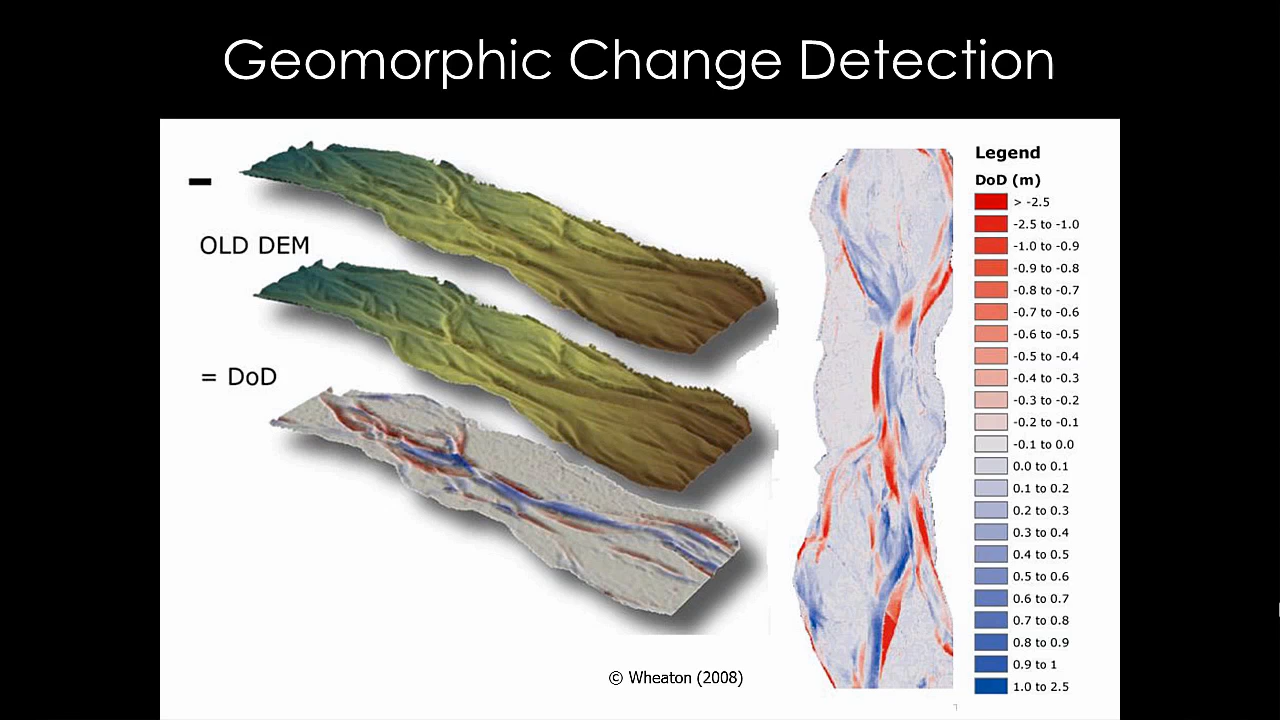 Geomorphic Change Detection
-
OLD DEM
= DoD
Legend
DoD (m)
> -2.5
-2.5 to -1.0
-1.0 to -0.9
-0.9 to -0.8
-0.8 to -0.7
-0.7 to -0.6
-0.6 to -0.5
-0.5 to -0.4
-0.4 to -0.3
-0.3 to -0.2
-0.2 to -0.1
-0.1 to 0.0
0.0 to 0.1
0.1 to 0.2
0.2 to 0.3
0.3 to 0.4
0.4 to 0.5
0.5 to 0.6
0.6 to 0.7
0.7 to 0.8
0.8 to 0.9
0.9 to 1
1.0 to 2.5
© Wheaton (2008)